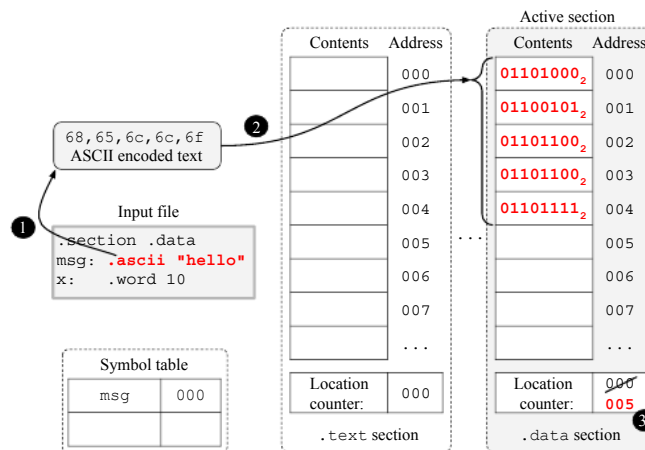 Active section
Contents Address
Contents Address
000
001
002
003
004
005
006
007
...
Location counter: 000
.text section
...
01101000₂ 000
01100101₂ 001
01101100₂ 002
01101100₂ 003
01101111₂ 004
005
006
007
...
Location counter: 000
005
3
.data section
2
68,65,6c,6c,6f
ASCII encoded text
1
Input file
.section .data
msg: .ascii "hello"
x: .word 10
Symbol table
msg 000